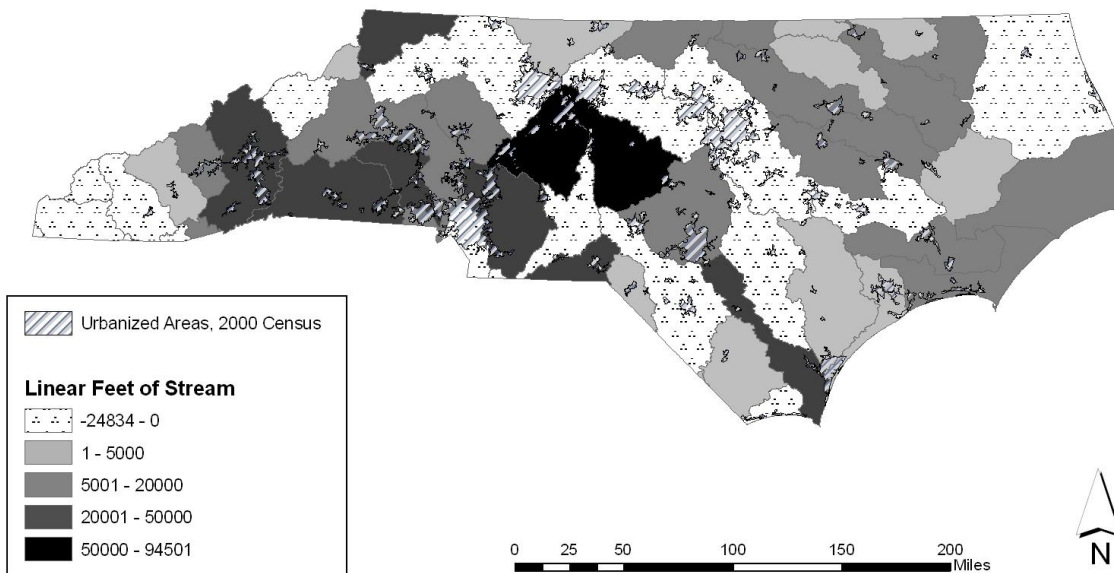 Urbanized Areas, 2000 Census
Linear Feet of Stream
-24834 - 0
1 - 5000
5001 - 20000
20001 - 50000
50000 - 94501
0 25 50 100 150 200
Miles
N